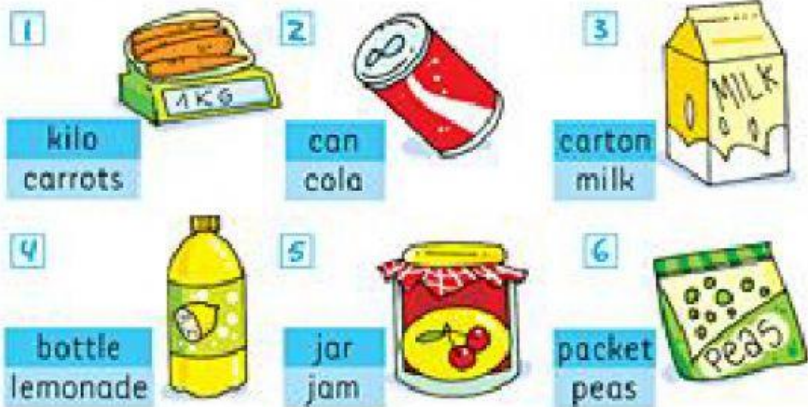 1
1KG
kilo
carrots
2
can
cola
3
MILK
carton
milk
4
bottle
lemonade
5
jar
jam
6
peas
packet
peas